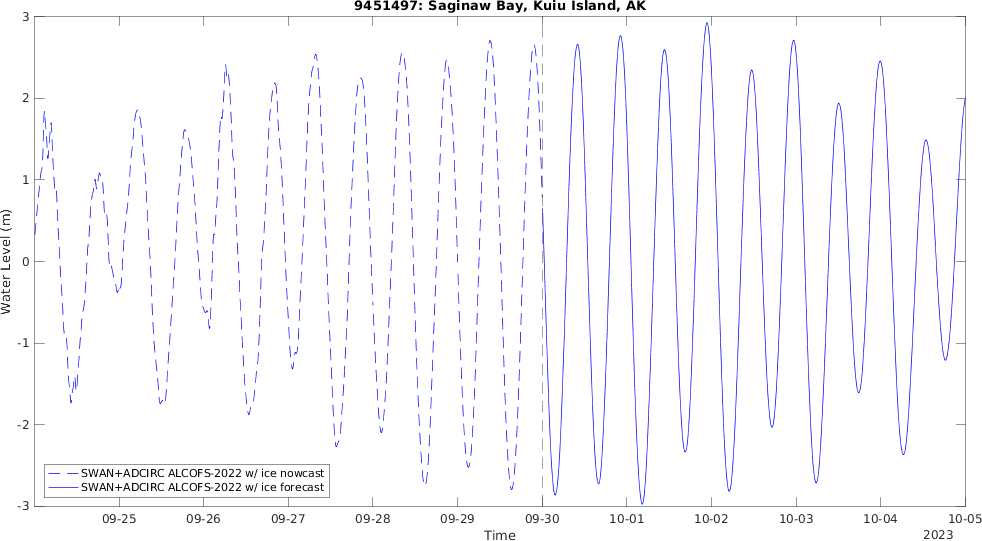 9451497: Saginaw Bay, Kuiu Island, AK
3
2
1
0
-1
-2
-3
Water Level (m)
SWAN+ADCIRC ALCOFS-2022 w/ ice nowcast
SWAN+ADCIRC ALCOFS-2022 w/ ice forecast
09-25 09-26 09-27 09-28 09-29 09-30 10-01 10-02 10-03 10-04 10-05
Time
2023